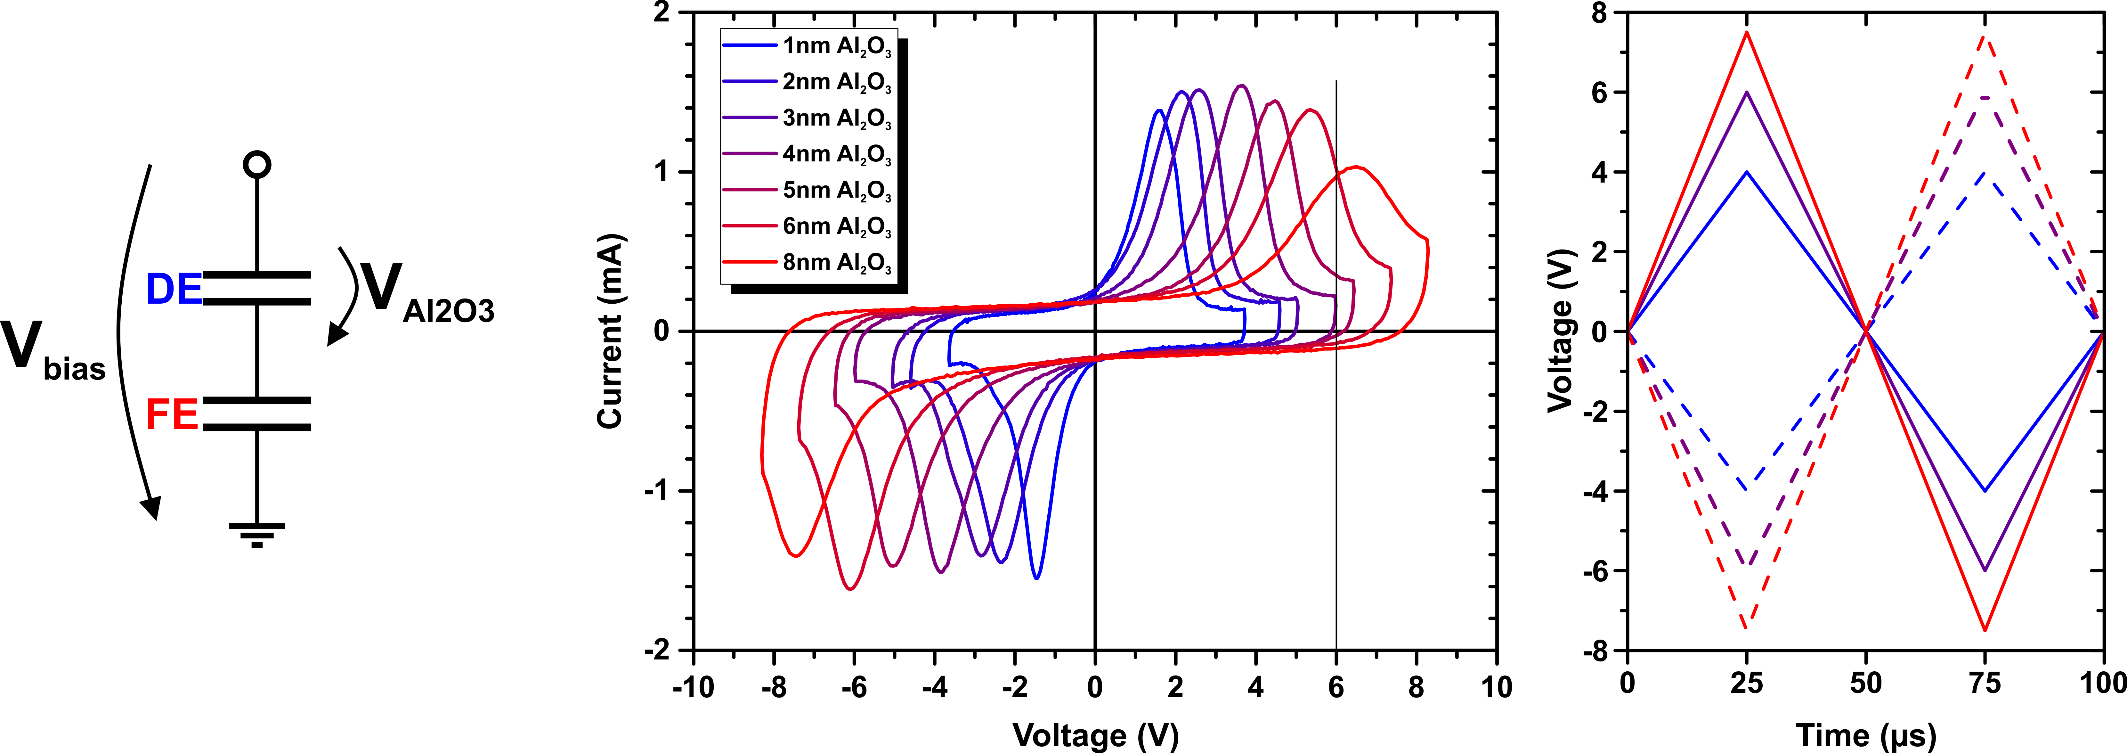 DE
V
Al2O3
V
bias
FE
Current (mA)
2
1
0
-1
-2
1nm Al₂O₃
2nm Al₂O₃
3nm Al₂O₃
4nm Al₂O₃
5nm Al₂O₃
6nm Al₂O₃
8nm Al₂O₃
-10 -8 -6 -4 -2 0 2 4 6 8 10
Voltage (V)
Voltage (V)
8
6
4
2
0
-2
-4
-6
-8
0 25 50 75 100
Time (µs)